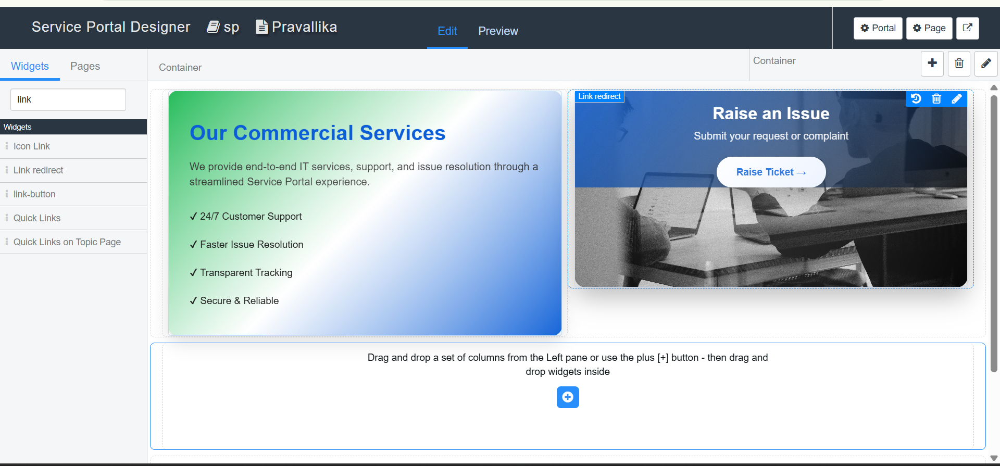 Service Portal Designer sp Pravallika
Edit Preview
Portal Page
Widgets Pages
Container
Container
link
Widgets
Icon Link
Link redirect
link-button
Quick Links
Quick Links on Topic Page
Our Commercial Services
We provide end-to-end IT services, support, and issue resolution through a
streamlined Service Portal experience.
✓ 24/7 Customer Support
✓ Faster Issue Resolution
✓ Transparent Tracking
✓ Secure & Reliable
Link redirect
Raise an Issue
Submit your request or complaint
Raise Ticket →
Drag and drop a set of columns from the Left pane or use the plus [+] button - then drag and
drop widgets inside